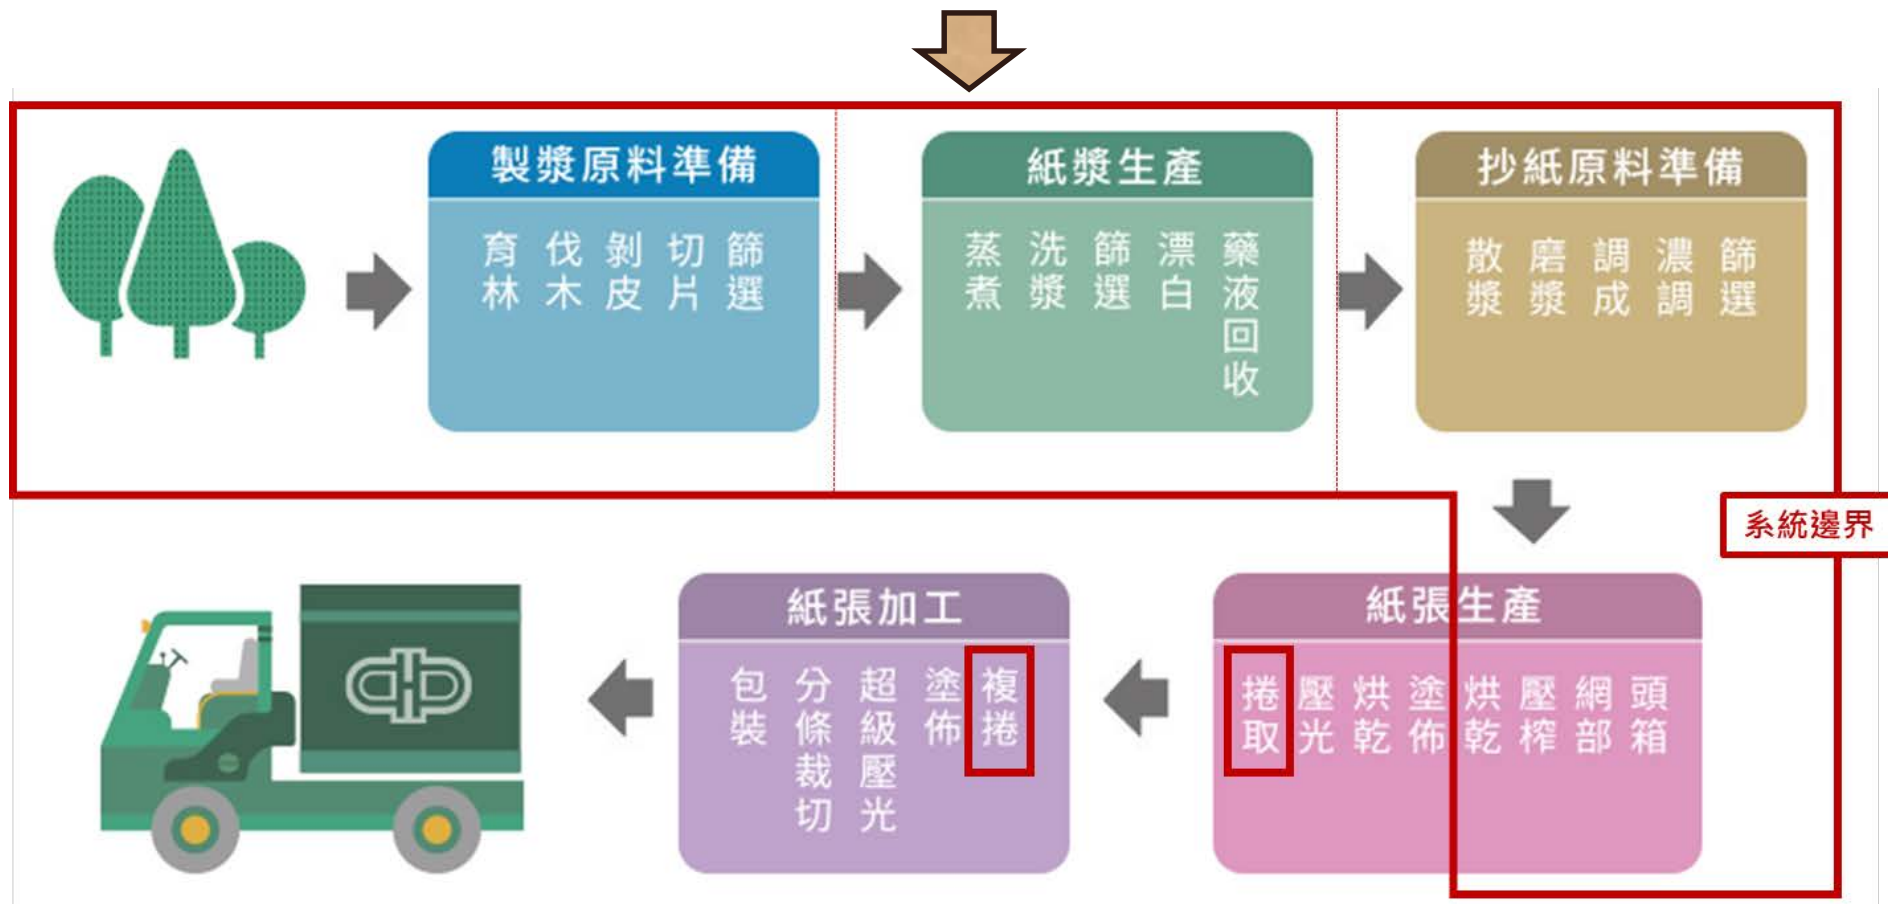 製漿原料準備
育林
伐木
剝皮
切片
篩選
紙漿生產
蒸煮
洗漿
篩選
漂白
藥液回收
抄紙原料準備
散漿
磨漿
調成
濃調
篩選
系統邊界
紙張生產
頭箱
網部
壓榨
烘乾
塗佈
烘乾
壓光
捲取
紙張加工
複捲
塗佈
超級壓光
分條裁切
包裝